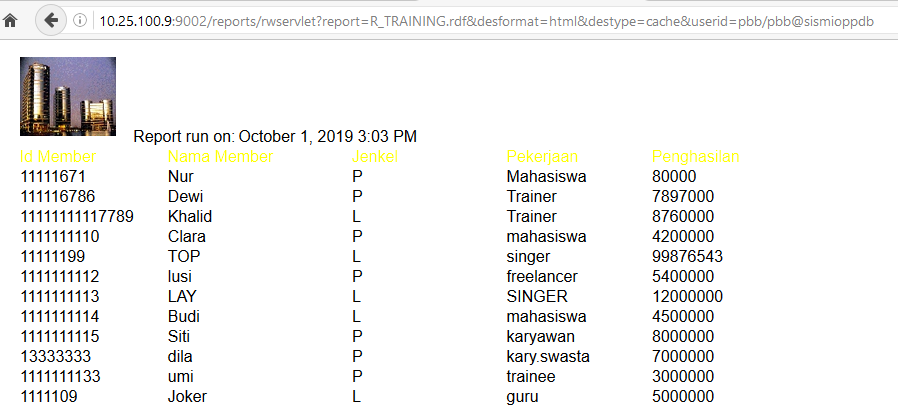 10.25.100.9:9002/reports/rwservlet?report=R_TRAINING.rdf&desformat=html&destype=cache&userid=pbb/pbb@sismioppdb
Report run on: October 1, 2019 3:03 PM
Id Member Nama Member Jenkel Pekerjaan Penghasilan
11111671 Nur P Mahasiswa 80000
111116786 Dewi P Trainer 7897000
11111111117789 Khalid L Trainer 8760000
1111111110 Clara P mahasiswa 4200000
11111199 TOP L singer 99876543
1111111112 lusi P freelancer 5400000
1111111113 LAY L SINGER 12000000
1111111114 Budi L mahasiswa 4500000
1111111115 Siti P karyawan 8000000
13333333 dila P kary.swasta 7000000
1111111133 umi P trainee 3000000
1111109 Joker L guru 5000000